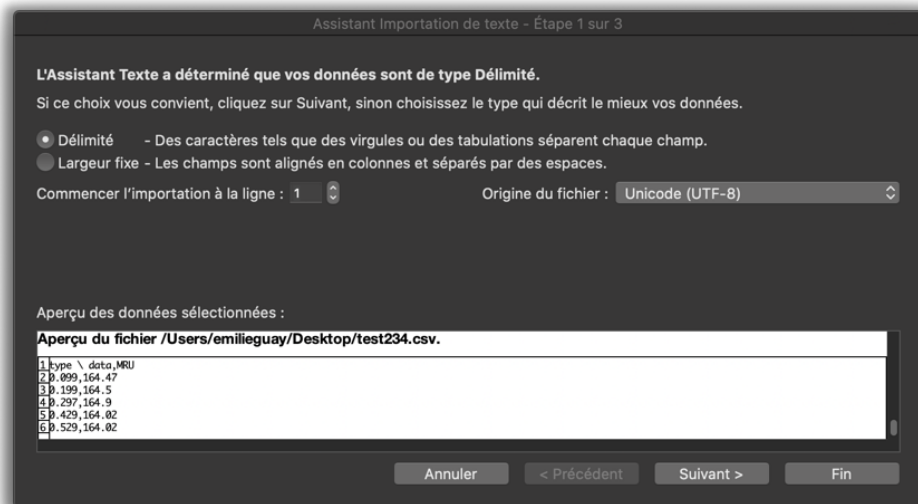 Assistant Importation de texte - Étape 1 sur 3
L'Assistant Texte a déterminé que vos données sont de type Délimité.
Si ce choix vous convient, cliquez sur Suivant, sinon choisissez le type qui décrit le mieux vos données.
Délimité - Des caractères tels que des virgules ou des tabulations séparent chaque champ.
Largeur fixe - Les champs sont alignés en colonnes et séparés par des espaces.
Commencer l’importation à la ligne : 1 Origine du fichier : Unicode (UTF-8)
Aperçu des données sélectionnées :
Aperçu du fichier /Users/emilieguay/Desktop/test234.csv.
1 type \ data,MRU
2 0.099,164.47
3 0.199,164.5
4 0.297,164.9
5 0.429,164.02
6 0.529,164.02
Annuler < Précédent Suivant > Fin